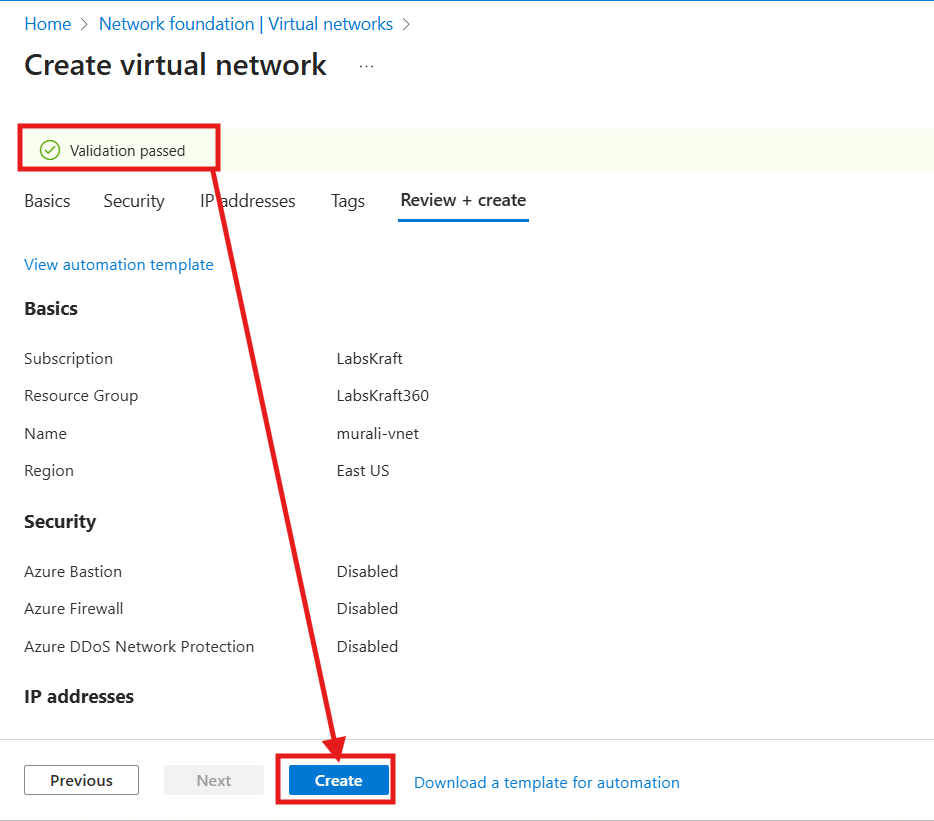 Home > Network foundation | Virtual networks >
Create virtual network ...
Validation passed
Basics Security IP addresses Tags Review + create
View automation template
Basics
Subscription LabsKraft
Resource Group LabsKraft360
Name murali-vnet
Region East US
Security
Azure Bastion Disabled
Azure Firewall Disabled
Azure DDoS Network Protection Disabled
IP addresses
Previous Next Create Download a template for automation